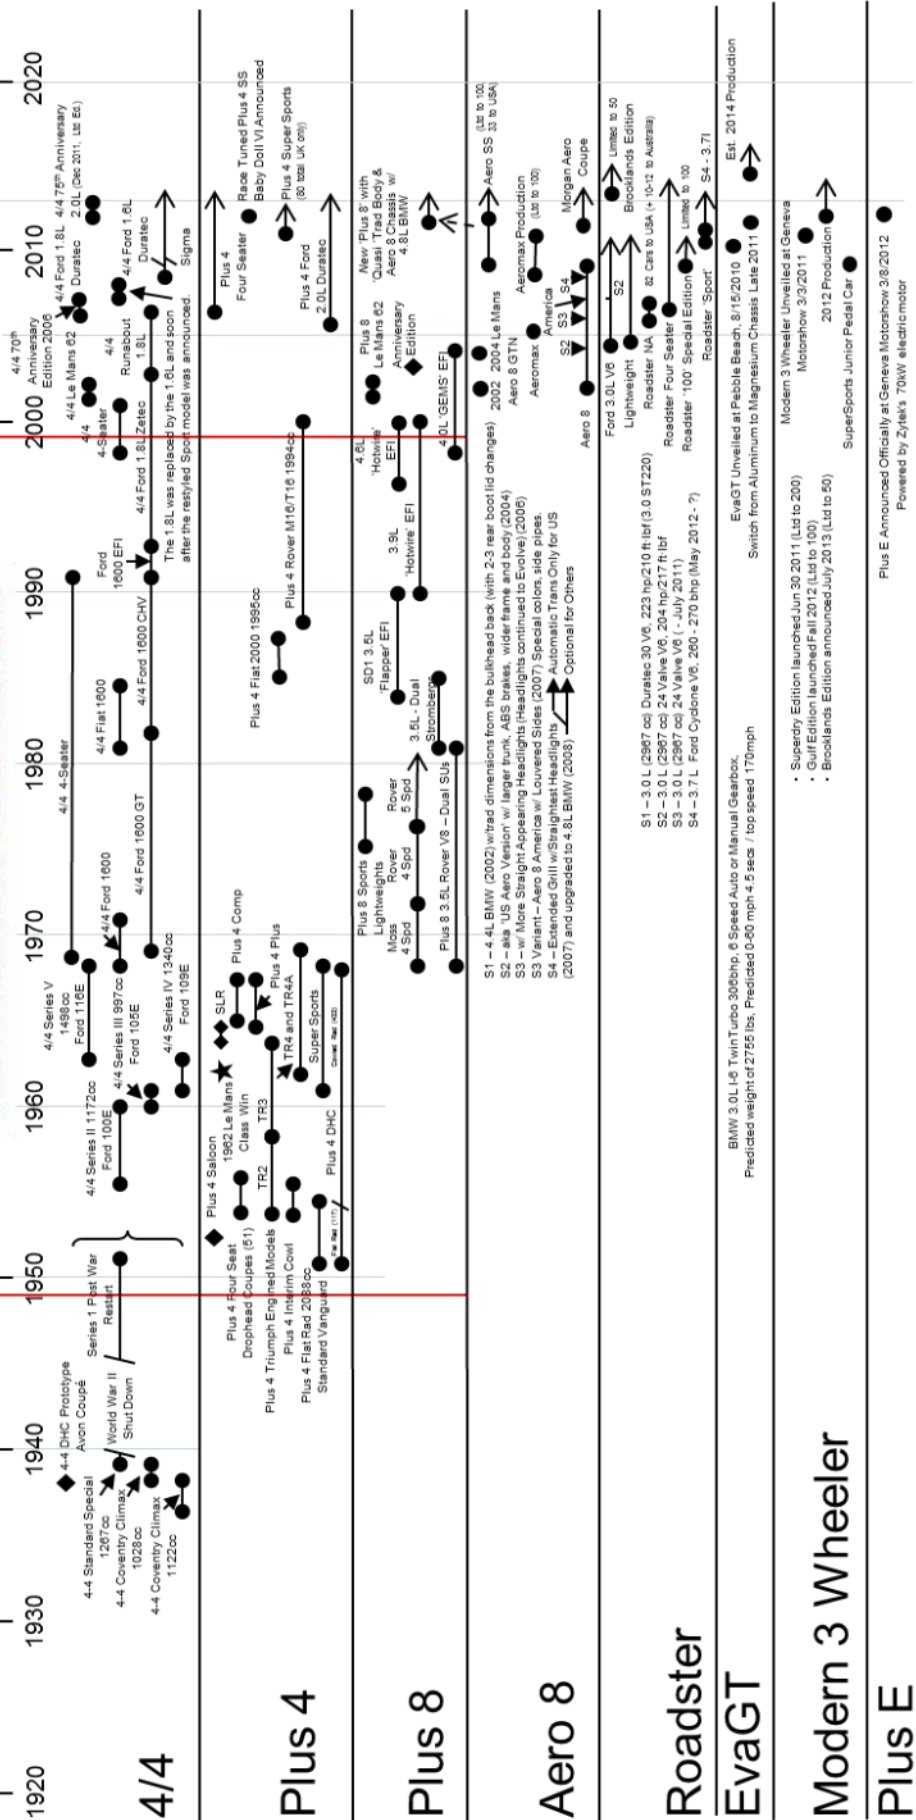 1920 1930 1940 1950 1960 1970 1980 1990 2000 2010 2020
4/4
4-4 DHC Prototype
Avon Coupé
4-4 Standard Special
1267cc
4-4 Coventry Climax
1028cc
4-4 Coventry Climax
1122cc
World War II
Shut Down
Series 1 Post War
Restart
4/4 Series II 1172cc
Ford 100E
4/4 Series III 997cc
Ford 105E
4/4 Series IV 1340cc
Ford 109E
4/4 Series V
1498cc
Ford 116E
4/4 Ford 1600
4/4 Ford 1600 GT
4/4 4-Seater
4/4 Fiat 1600
4/4 Ford 1600 CHV
Ford
1600 EFI
4/4 Ford 1.8L Zetec
4/4
4-Seater
4/4 Le Mans 62
4/4 70th
Anniversary
Edition 2006
4/4
Runabout
1.8L
4/4 Ford 1.8L
Duratec
4/4 75th Anniversary
2.0L (Dec 2011, Ltd Ed.)
4/4 Ford 1.6L
Duratec
Sigma
The 1.8L was replaced by the 1.6L and soon
after the restyled Sport model was announced.
Plus 4
Plus 4 Saloon
1962 Le Mans
Class Win
SLR
Plus 4 Comp
Plus 4 Four Seat
Drophead Coupes (51)
Plus 4 Triumph Engined Models
TR2
TR3
Plus 4 Plus
TR4 and TR4A
Plus 4 Interim Cowl
Plus 4 Flat Rad 2088cc
Standard Vanguard
Super Sports
Plus 4 DHC
Plus 4 Fiat 2000 1995cc
Plus 4 Rover M16/T16 1994cc
Plus 4
Four Seater
Race Tuned Plus 4 SS
Baby Doll VI Announced
Plus 4 Super Sports
(60 total UK only)
Plus 4 Ford
2.0L Duratec
Plus 8
Plus 8 Sports
Lightweights
Moss
4 Spd
Rover
4 Spd
Rover
5 Spd
Plus 8 3.5L Rover V8 – Dual SUs
3.5L - Dual
Strombergs
SD1 3.5L
'Flapper' EFI
3.9L
'Hotwire' EFI
4.6L
'Hotwire'
EFI
Plus 8
Le Mans 62
Anniversary
Edition
4.0L 'GEMS' EFI
New 'Plus 8' with
'Quasi 'Trad Body &
Aero 8 Chassis w/
4.8L BMW
Aero 8
2002 2004 Le Mans
Aero 8 GTN
Aeromax
Aero 8
S2 S3 S4
America
Aeromax Production
(Ltd to 100)
Aero SS
(Ltd to 100,
33 to USA)
Morgan Aero
Coupe
S1 – 4.4L BMW (2002) w/trad dimensions from the bulkhead back (with 2-3 rear boot lid changes)
S2 – aka 'US Aero Version' w/ larger trunk, ABS brakes, wider frame and body (2004)
S3 – w/ More Straight Appearing Headlights (Headlights continued to Evolve) (2006)
S3 Variant – Aero 8 America w/ Louvered Sides (2007) Special colors, side pipes.
S4 – Extended Grill w/Straightest Headlights
(2007) and upgraded to 4.8L BMW (2008)
Automatic Trans Only for US
Optional for Others
Roadster
Ford 3.0L V6
S2
Limited to 50
Lightweight
Brooklands Edition
Roadster NA
82 Cars to USA (+ 10-12 to Australia)
Roadster Four Seater
Roadster '100' Special Edition
Limited to 100
Roadster 'Sport'
S4 - 3.7l
S1 – 3.0 L (2967 cc) Duratec 30 V6, 223 hp/210 ft·lbf (3.0 ST220)
S2 – 3.0 L (2967 cc) 24 Valve V6, 204 hp/217 ft·lbf
S3 – 3.0 L (2967 cc) 24 Valve V6 ( - July 2011)
S4 – 3.7 L Ford Cyclone V6, 260 - 270 bhp (May 2012 - ?)
EvaGT
EvaGT Unveiled at Pebble Beach, 8/15/2010
Switch from Aluminum to Magnesium Chassis Late 2011
Est. 2014 Production
BMW 3.0L I-6 TwinTurbo 306bhp, 6 Speed Auto or Manual Gearbox,
Predicted weight of 2755 lbs, Predicted 0-60 mph 4.5 secs / top speed 170mph
Modern 3 Wheeler
Modern 3 Wheeler Unveiled at Geneva
Motorshow 3/3/2011
2012 Production
SuperSports Junior Pedal Car
• Superdry Edition launched Jun 30 2011 (Ltd to 200)
• Gulf Edition launched Fall 2012 (Ltd to 100)
• Brooklands Edition announced July 2013 (Ltd to 50)
Plus E
Plus E Announced Officially at Geneva Motorshow 3/8/2012
Powered by Zytek's 70kW electric motor